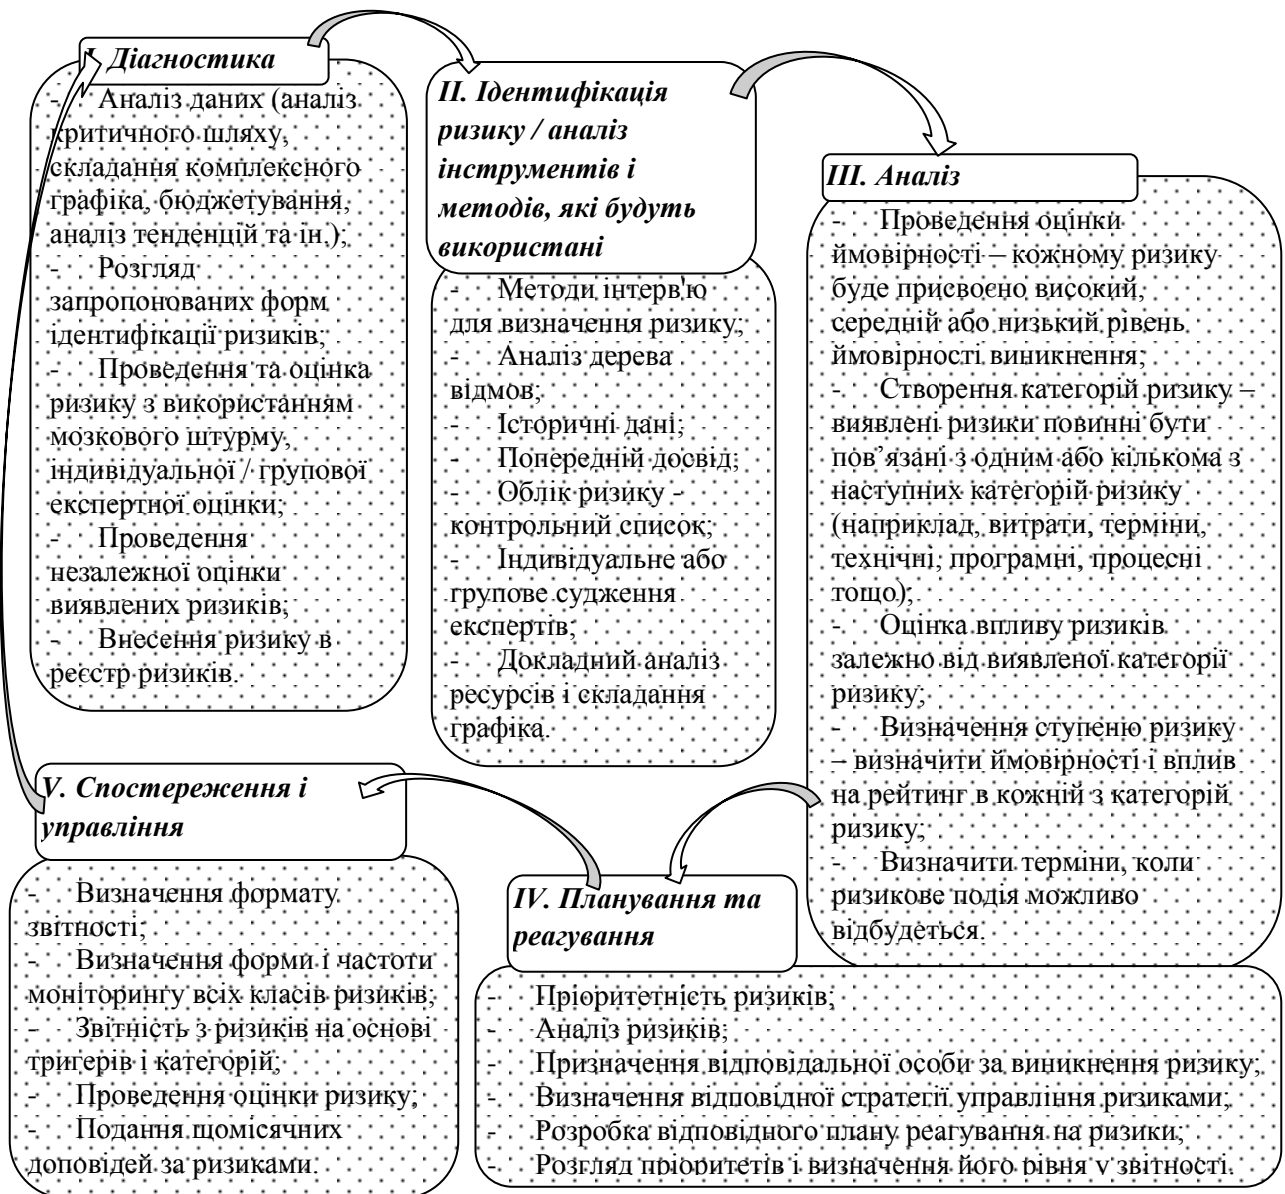 І. Діагностика
- Аналіз даних (аналіз
критичного шляху,
складання комплексного
графіка, бюджетування,
аналіз тенденцій та ін.);
- Розгляд
запропонованих форм
ідентифікації ризиків;
- Проведення та оцінка
ризику з використанням
мозкового штурму,
індивідуальної / групової
експертної оцінки;
- Проведення
незалежної оцінки
виявлених ризиків;
- Внесення ризику в
реєстр ризиків.
ІІ. Ідентифікація
ризику / аналіз
інструментів і
методів, які будуть
використані
- Методи інтерв'ю
для визначення ризику;
- Аналіз дерева
відмов;
- Історичні дані;
- Попередній досвід;
- Облік ризику -
контрольний список;
- Індивідуальне або
групове судження
експертів;
- Докладний аналіз
ресурсів і складання
графіка.
ІІІ. Аналіз
- Проведення оцінки
ймовірності – кожному ризику
буде присвоєно високий,
середній або низький рівень
ймовірності виникнення;
- Створення категорій ризику –
виявлені ризики повинні бути
пов’язані з одним або кількома з
наступних категорій ризику
(наприклад, витрати, терміни,
технічні, програмні, процесні
тощо);
- Оцінка впливу ризиків
залежно від виявленої категорії
ризику;
- Визначення ступеню ризику
– визначити ймовірності і вплив
на рейтинг в кожній з категорій
ризику;
- Визначити терміни, коли
ризикове подія можливо
відбудеться.
IV. Планування та
реагування
- Пріоритетність ризиків;
- Аналіз ризиків;
- Призначення відповідальної особи за виникнення ризику;
- Визначення відповідної стратегії управління ризиками;
- Розробка відповідного плану реагування на ризики;
- Розгляд пріоритетів і визначення його рівня у звітності.
V. Спостереження і
управління
- Визначення формату
звітності;
- Визначення форми і частоти
моніторингу всіх класів ризиків;
- Звітність з ризиків на основі
тригерів і категорій;
- Проведення оцінки ризику;
- Подання щомісячних
доповідей за ризиками.